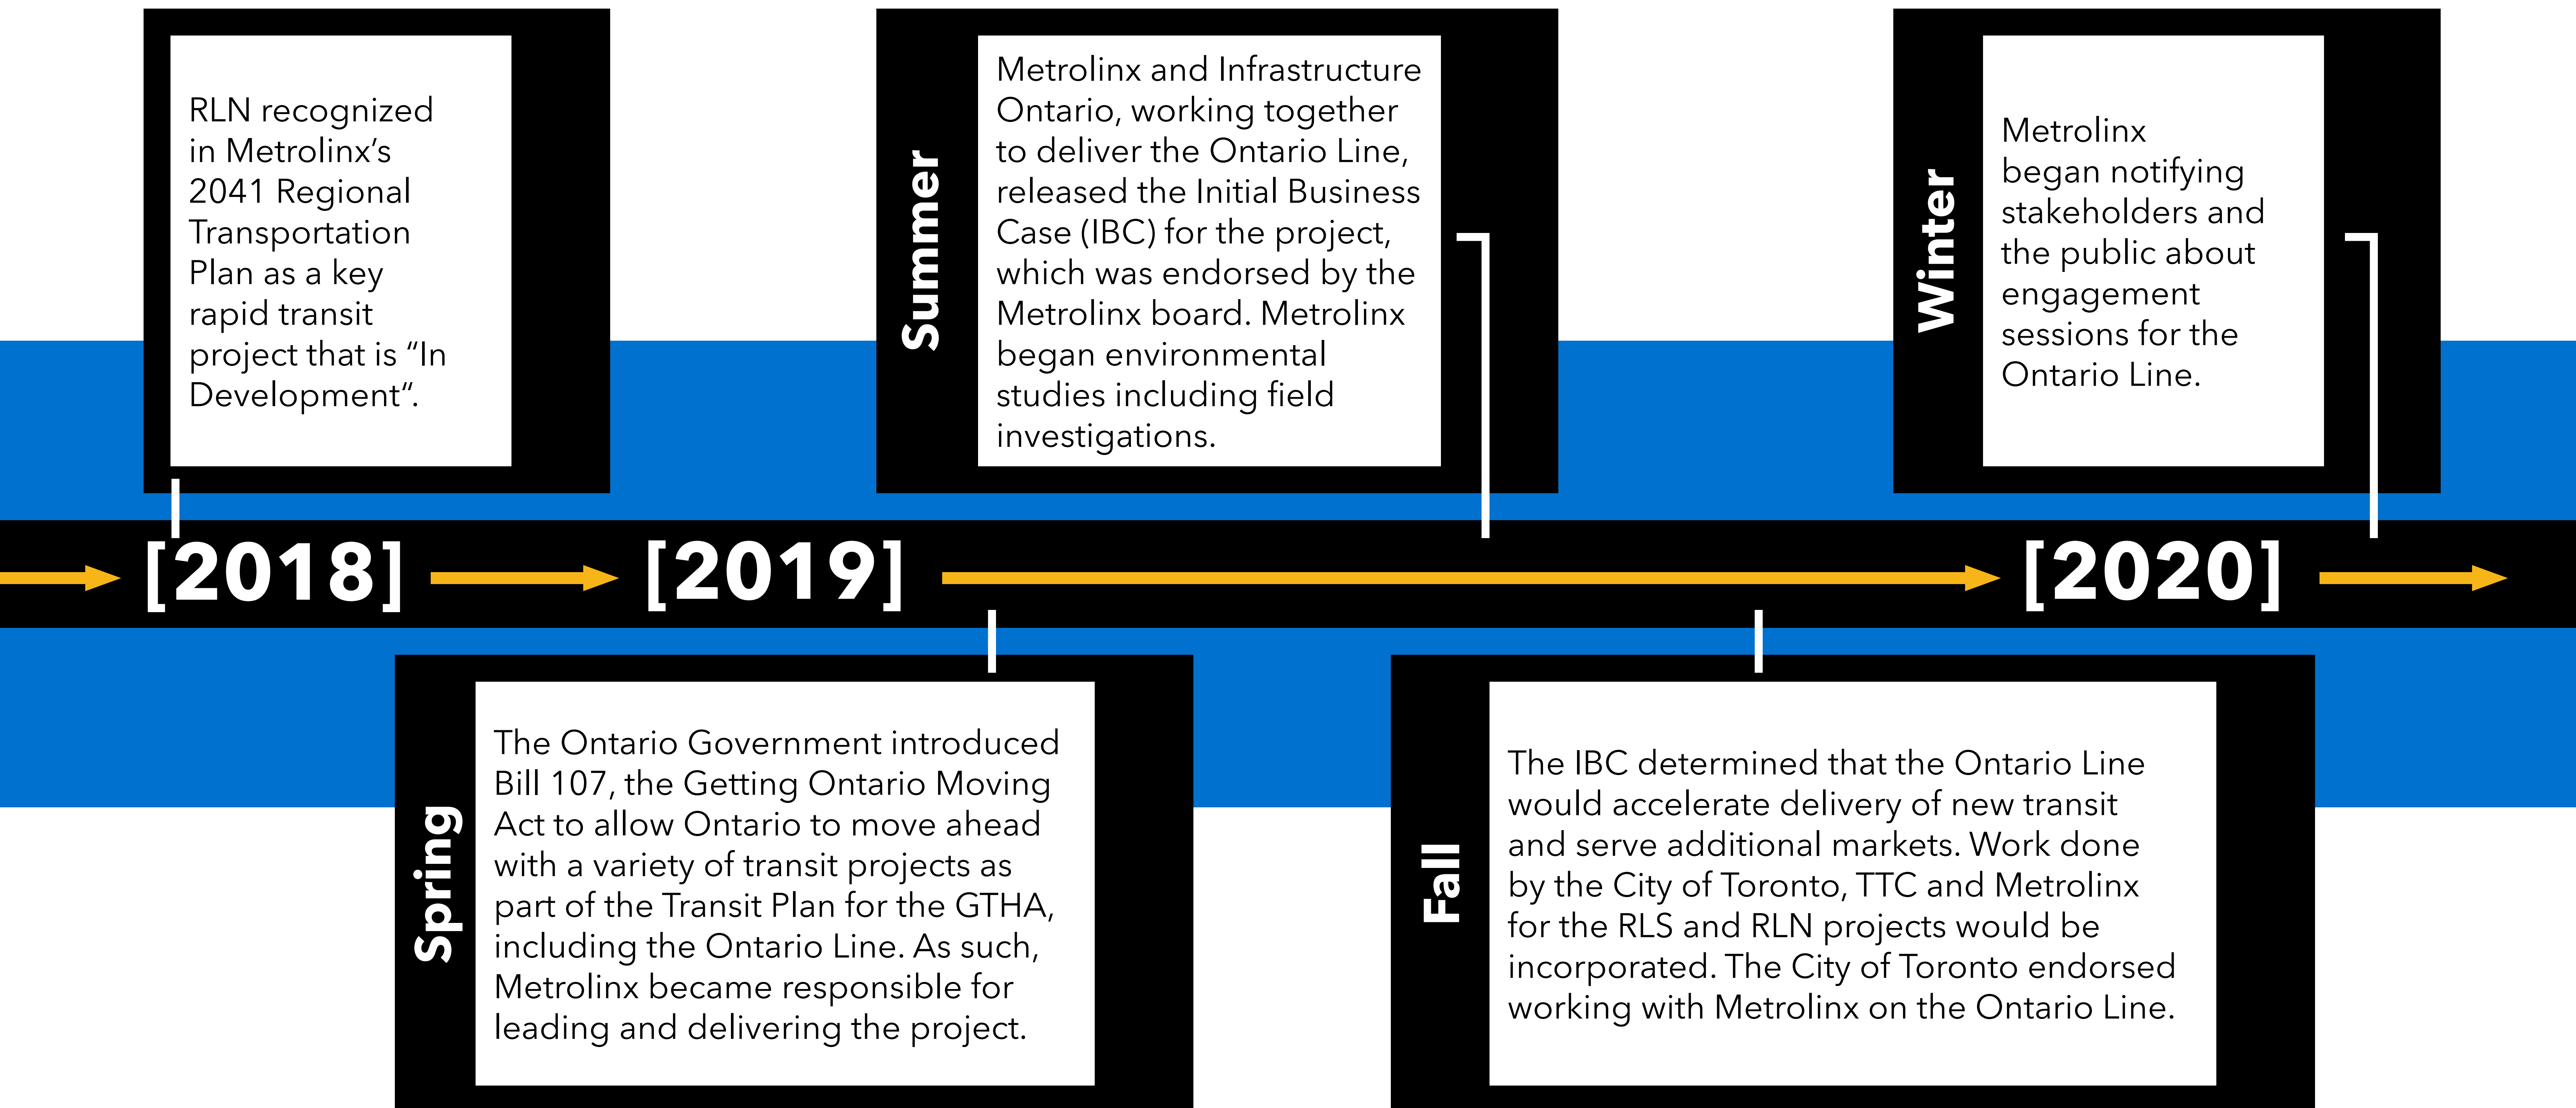 RLN recognized
in Metrolinx’s
2041 Regional
Transportation
Plan as a key
rapid transit
project that is “In
Development“.
Summer
Metrolinx and Infrastructure
Ontario, working together
to deliver the Ontario Line,
released the Initial Business
Case (IBC) for the project,
which was endorsed by the
Metrolinx board. Metrolinx
began environmental
studies including field
investigations.
Winter
Metrolinx
began notifying
stakeholders and
the public about
engagement
sessions for the
Ontario Line.
[2018]
[2019]
[2020]
Spring
The Ontario Government introduced
Bill 107, the Getting Ontario Moving
Act to allow Ontario to move ahead
with a variety of transit projects as
part of the Transit Plan for the GTHA,
including the Ontario Line. As such,
Metrolinx became responsible for
leading and delivering the project.
Fall
The IBC determined that the Ontario Line
would accelerate delivery of new transit
and serve additional markets. Work done
by the City of Toronto, TTC and Metrolinx
for the RLS and RLN projects would be
incorporated. The City of Toronto endorsed
working with Metrolinx on the Ontario Line.